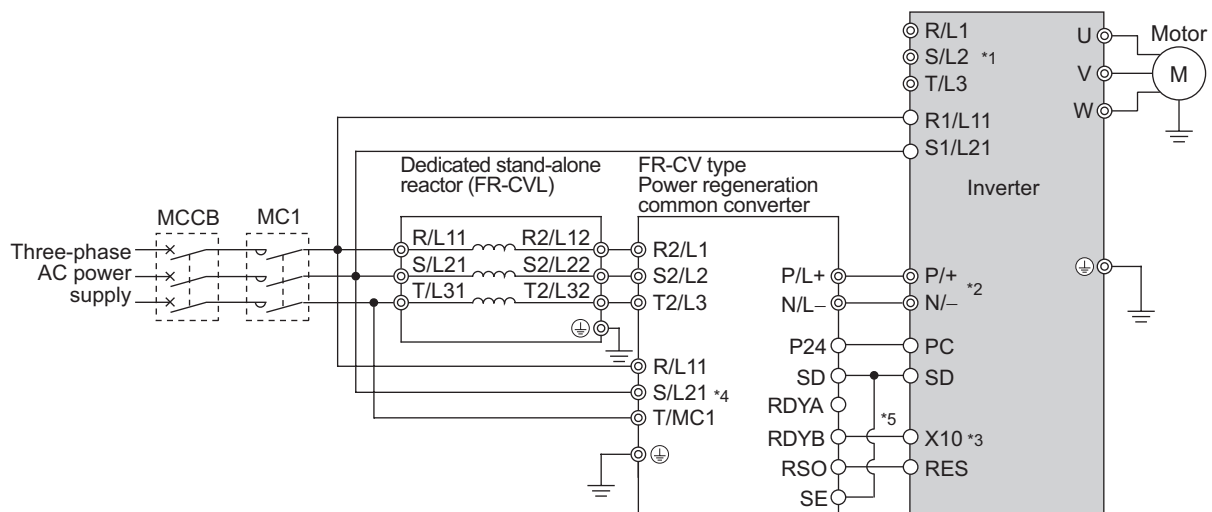 R/L1
S/L2 *1
T/L3
R1/L11
S1/L21
U
V
W
Motor
M
Inverter
Dedicated stand-alone
reactor (FR-CVL)
FR-CV type
Power regeneration
common converter
MCCB
MC1
Three-phase
AC power
supply
R/L11
R2/L12
S/L21
S2/L22
T/L31
T2/L32
R2/L1
S2/L2
T2/L3
R/L11
S/L21 *4
T/MC1
P/L+
N/L–
P24
SD
RDYA
RDYB
RSO
SE
*5
P/+
*2
N/–
PC
SD
X10 *3
RES